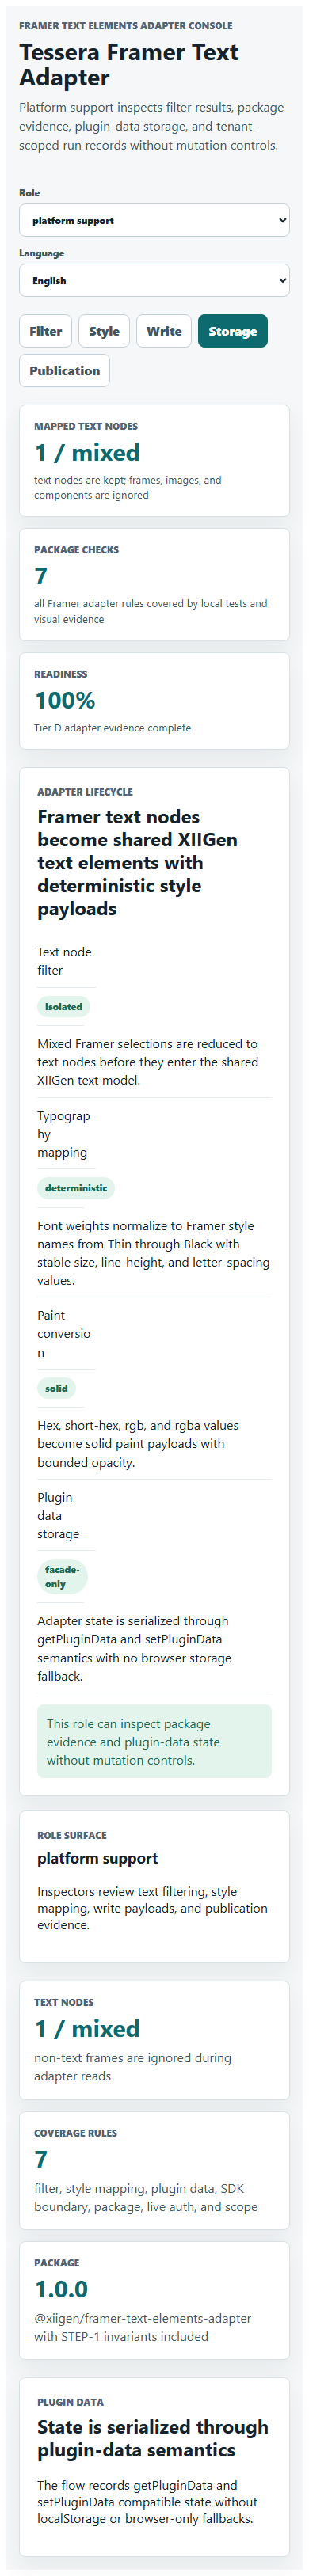 FRAMER TEXT ELEMENTS ADAPTER CONSOLE
Tessera Framer Text
Adapter
Platform support inspects filter results, package
evidence, plugin-data storage, and tenant-
scoped run records without mutation controls.
Role
platform support
Language
English
Filter Style Write Storage
Publication
MAPPED TEXT NODES
1 / mixed
text nodes are kept; frames, images, and
components are ignored
PACKAGE CHECKS
7
all Framer adapter rules covered by local tests and
visual evidence
READINESS
100%
Tier D adapter evidence complete
ADAPTER LIFECYCLE
Framer text nodes
become shared XIIGen
text elements with
deterministic style
payloads
Text node
filter
isolated
Mixed Framer selections are reduced to
text nodes before they enter the shared
XIIGen text model.
Typograp
hy
mapping
deterministic
Font weights normalize to Framer style
names from Thin through Black with
stable size, line-height, and letter-spacing
values.
Paint
conversio
n
solid
Hex, short-hex, rgb, and rgba values
become solid paint payloads with
bounded opacity.
Plugin
data
storage
facade-
only
Adapter state is serialized through
getPluginData and setPluginData
semantics with no browser storage
fallback.
This role can inspect package
evidence and plugin-data state
without mutation controls.
ROLE SURFACE
platform support
Inspectors review text filtering, style
mapping, write payloads, and publication
evidence.
TEXT NODES
1 / mixed
non-text frames are ignored during
adapter reads
COVERAGE RULES
7
filter, style mapping, plugin data, SDK
boundary, package, live auth, and scope
PACKAGE
1.0.0
@xiigen/framer-text-elements-adapter
with STEP-1 invariants included
PLUGIN DATA
State is serialized through
plugin-data semantics
The flow records getPluginData and
setPluginData compatible state without
localStorage or browser-only fallbacks.